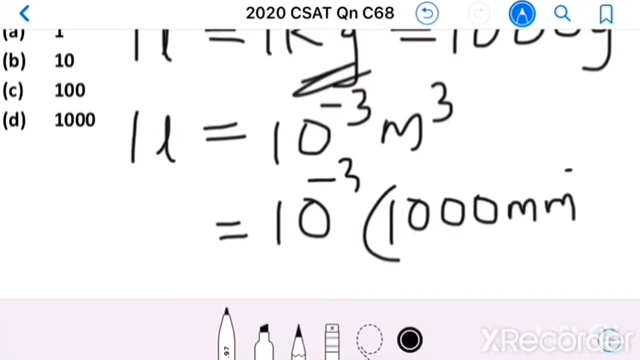 2020 CSAT Qn C68
(a) 1
1l = 1Kg = 1000g
(b) 10
(c) 100
(d) 1000
1l = 10⁻³ m³
= 10⁻³ (1000mm
.97
XRecorder